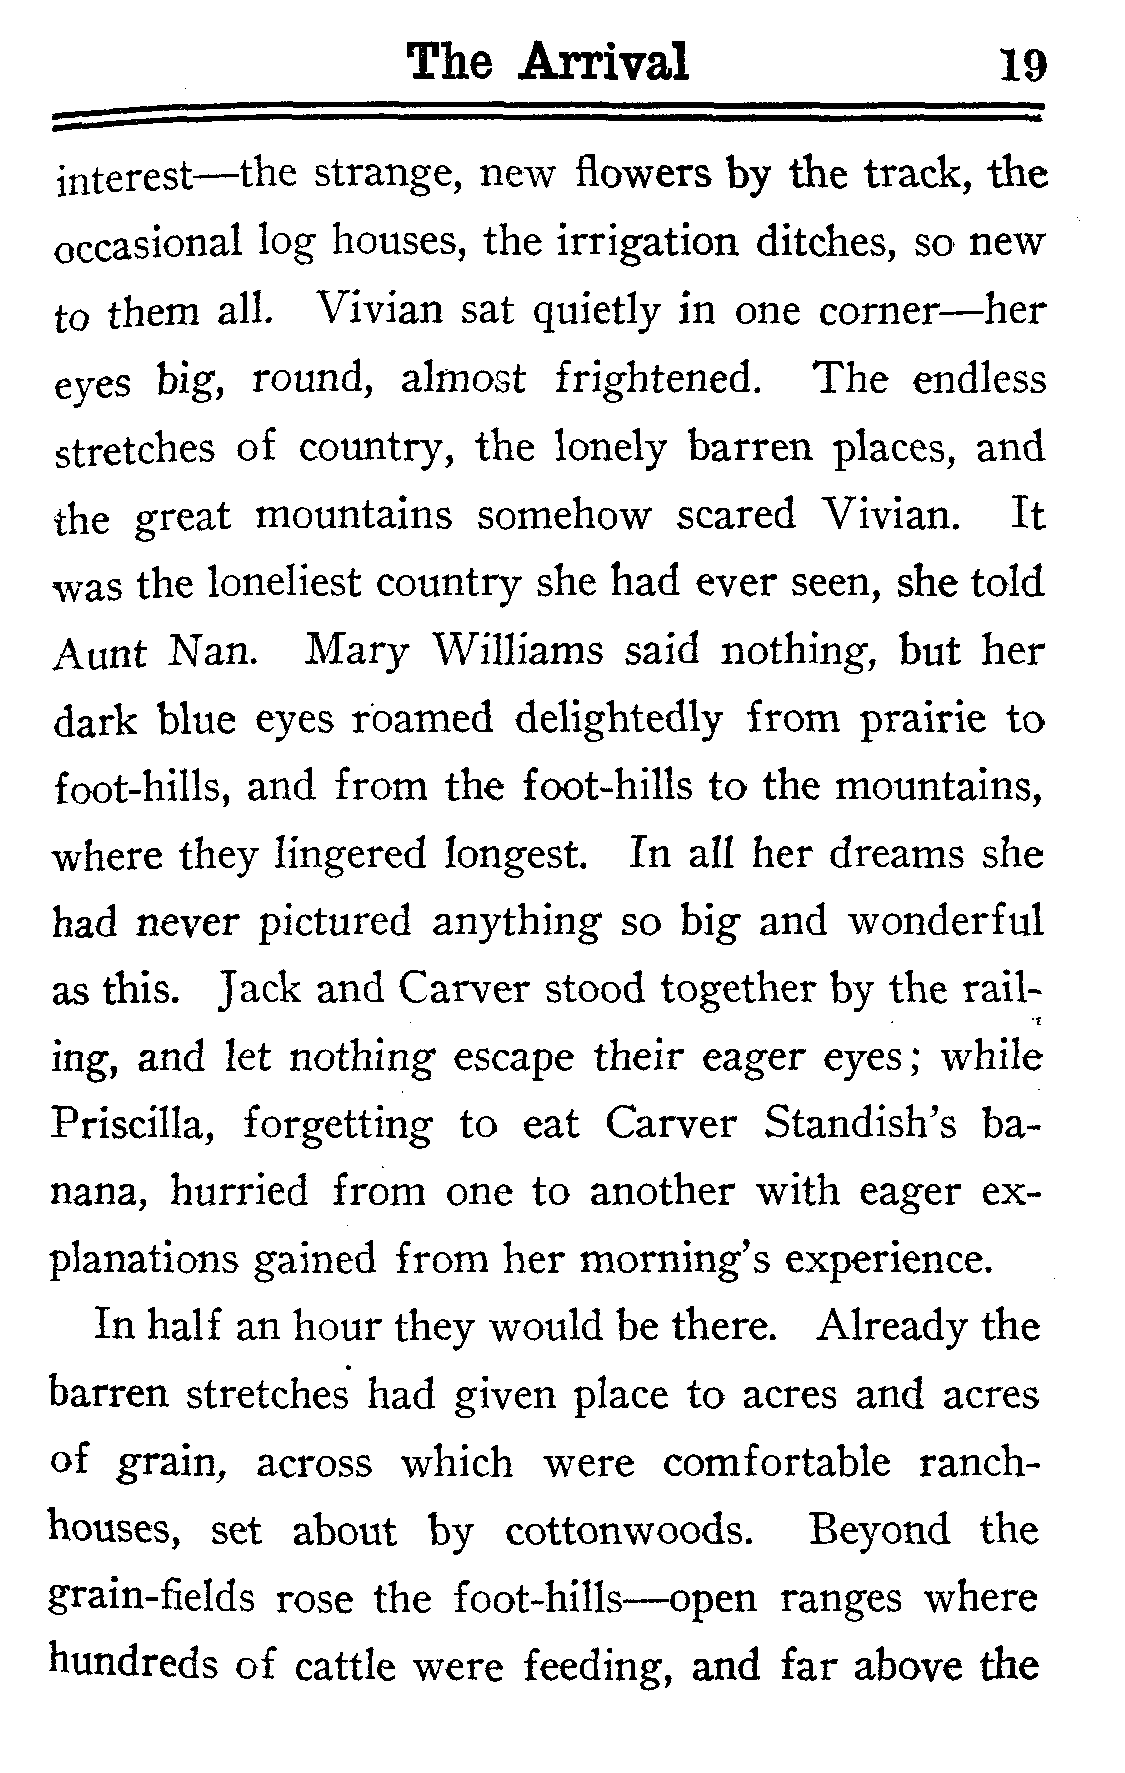 The Arrival 19
interest—the strange, new flowers by the track, the
occasional log houses, the irrigation ditches, so new
to them all. Vivian sat quietly in one corner—her
eyes big, round, almost frightened. The endless
stretches of country, the lonely barren places, and
the great mountains somehow scared Vivian. It
was the loneliest country she had ever seen, she told
Aunt Nan. Mary Williams said nothing, but her
dark blue eyes roamed delightedly from prairie to
foot-hills, and from the foot-hills to the mountains,
where they lingered longest. In all her dreams she
had never pictured anything so big and wonderful
as this. Jack and Carver stood together by the rail-
ing, and let nothing escape their eager eyes; while
Priscilla, forgetting to eat Carver Standish's ba-
nana, hurried from one to another with eager ex-
planations gained from her morning's experience.
In half an hour they would be there. Already the
barren stretches had given place to acres and acres
of grain, across which were comfortable ranch-
houses, set about by cottonwoods. Beyond the
grain-fields rose the foot-hills—open ranges where
hundreds of cattle were feeding, and far above the